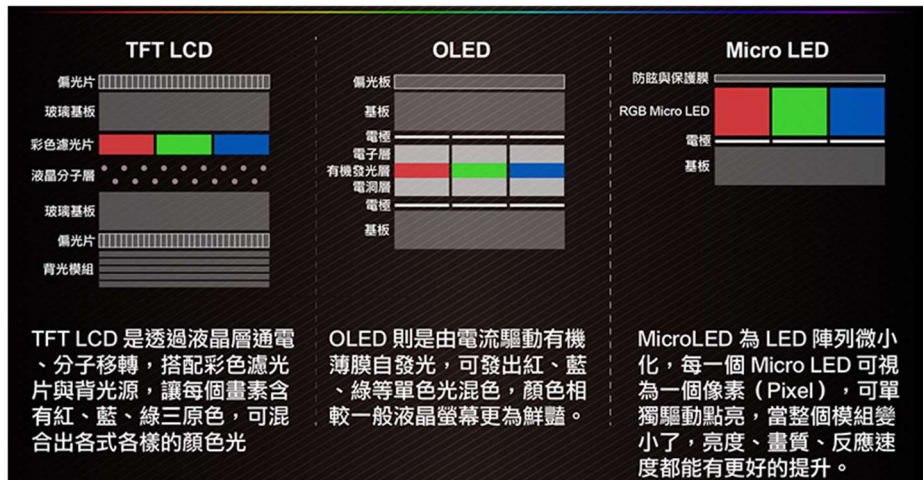 TFT LCD
偏光片
玻璃基板
彩色濾光片
液晶分子層
玻璃基板
偏光片
背光模組
TFT LCD 是透過液晶層通電
、分子移轉，搭配彩色濾光
片與背光源，讓每個畫素含
有紅、藍、綠三原色，可混
合出各式各樣的顏色光
OLED
偏光板
基板
電極
電子層
有機發光層
電洞層
電極
基板
OLED 則是由電流驅動有機
薄膜自發光，可發出紅、藍
、綠等單色光混色，顏色相
較一般液晶螢幕更為鮮豔。
Micro LED
防眩與保護膜
RGB Micro LED
電極
基板
MicroLED 為 LED 陣列微小
化，每一個 Micro LED 可視
為一個像素（Pixel），可單
獨驅動點亮，當整個模組變
小了，亮度、畫質、反應速
度都能有更好的提升。